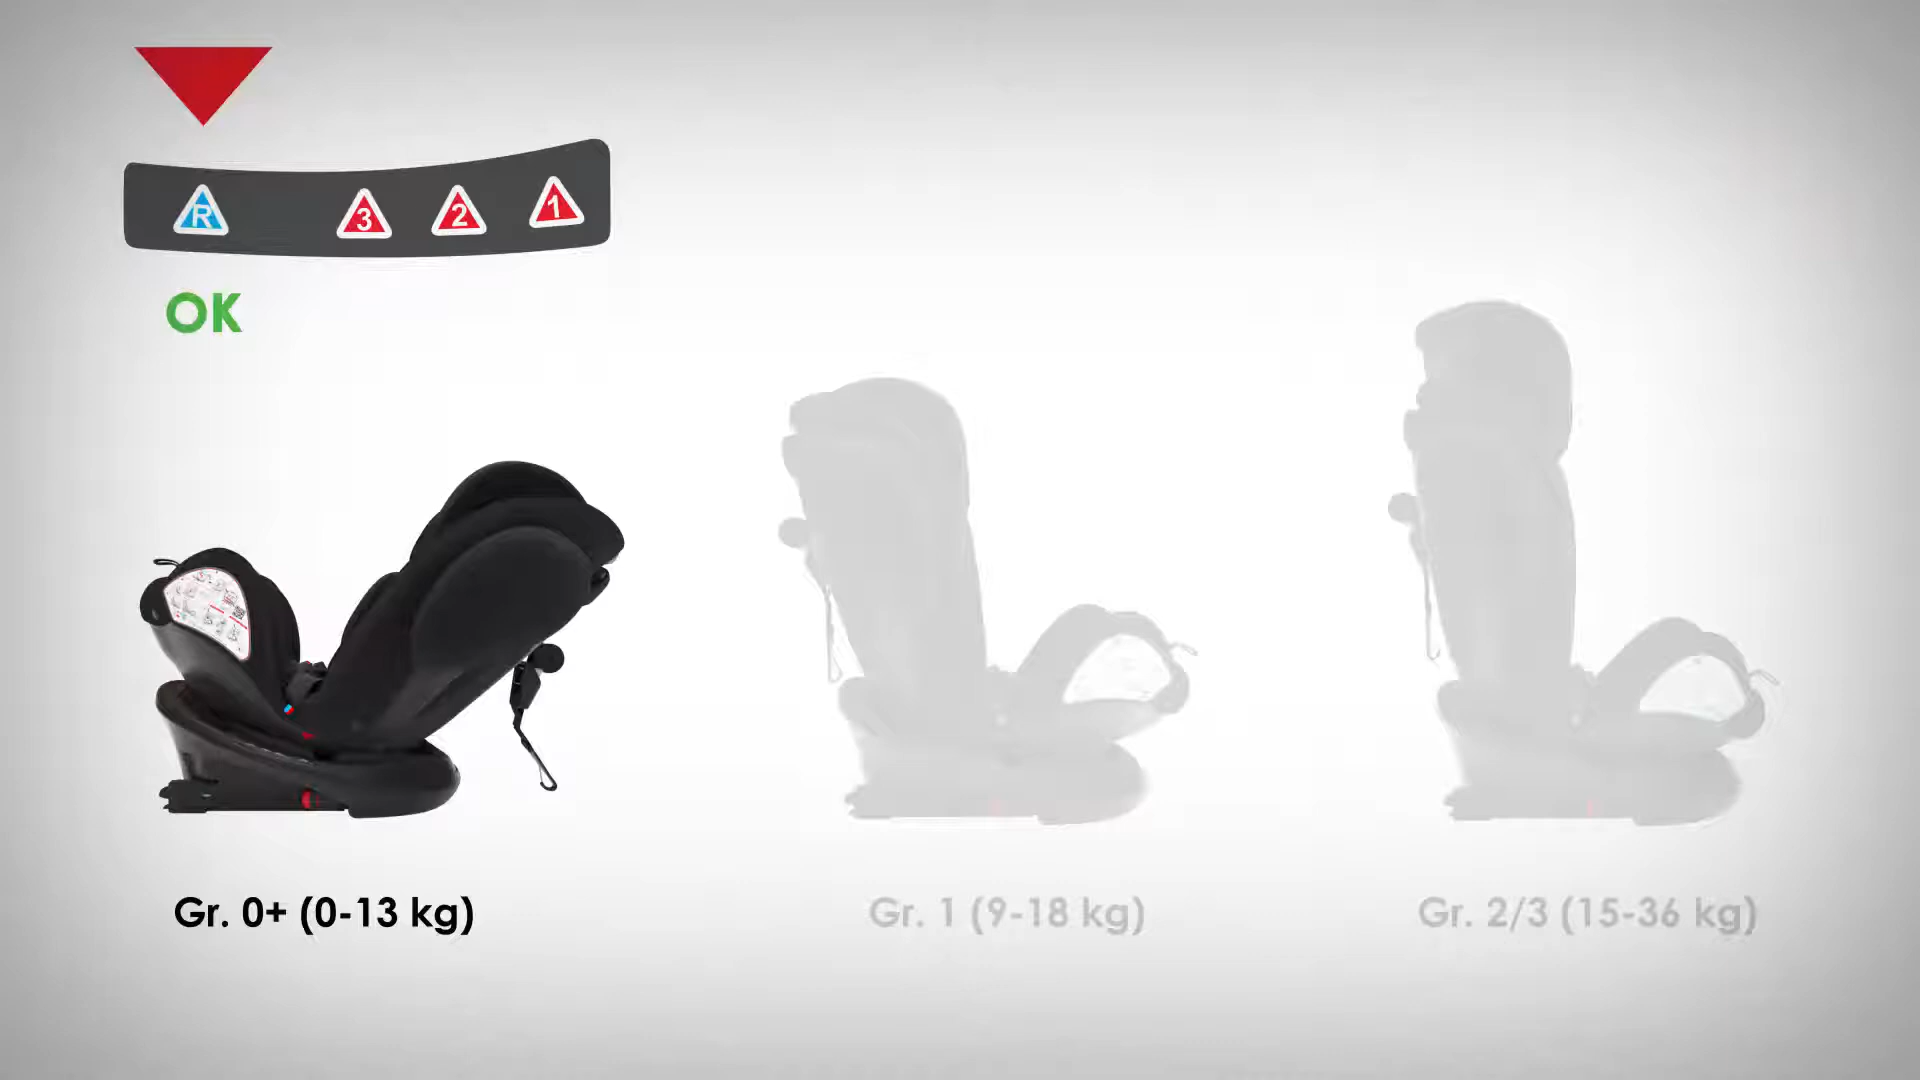 R 3 2 1
OK
Gr. 0+ (0-13 kg)
Gr. 1 (9-18 kg)
Gr. 2/3 (15-36 kg)